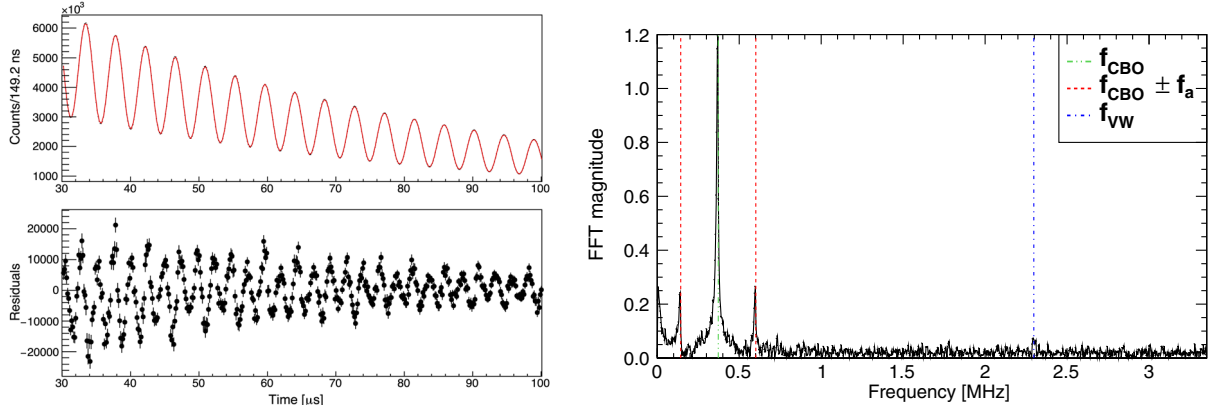 ×10³
Counts/149.2 ns
6000
5000
4000
3000
2000
1000
30 40 50 60 70 80 90 100
Residuals
20000
10000
0
−10000
−20000
30 40 50 60 70 80 90 100
Time [μs]
FFT magnitude
1.2
1.0
0.8
0.6
0.4
0.2
0.0
0 0.5 1 1.5 2 2.5 3
Frequency [MHz]
f_CBO
f_CBO ± f_a
f_VW